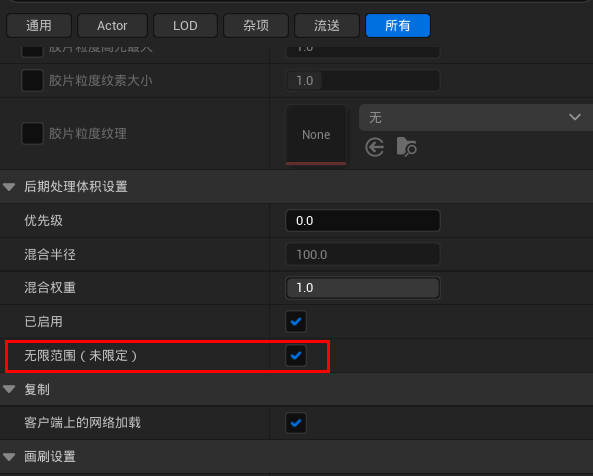 通用 Actor LOD 杂项 流送 所有
胶片粒度高光最大 1.0
胶片粒度纹素大小 1.0
胶片粒度纹理 None 无
后期处理体积设置
优先级 0.0
混合半径 100.0
混合权重 1.0
已启用
无限范围（未限定）
复制
客户端上的网络加载
画刷设置